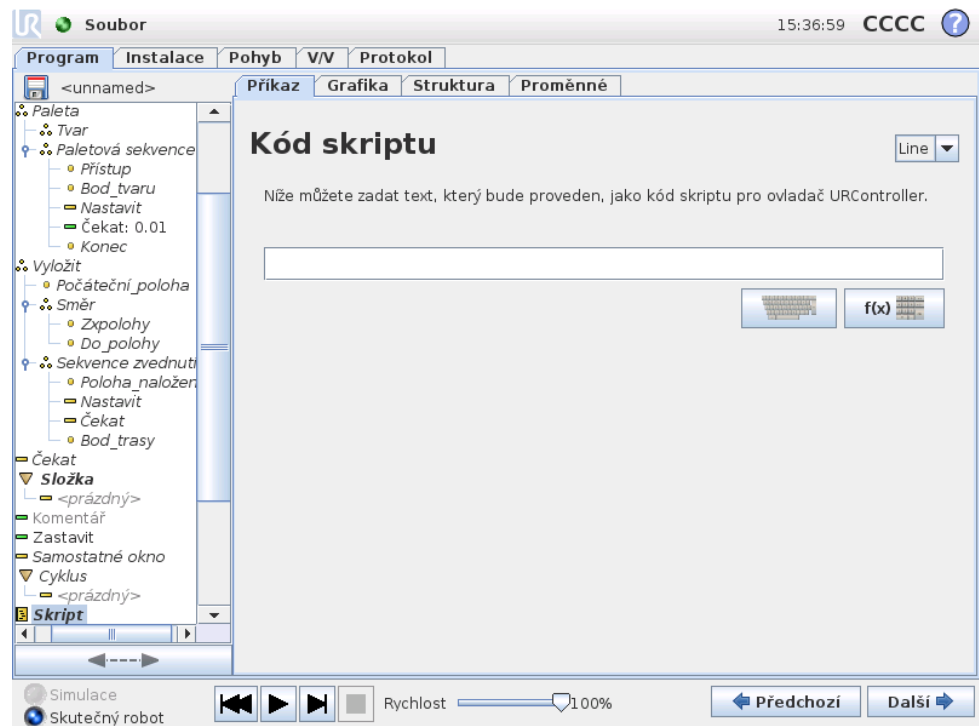 Soubor
15:36:59 CCCC ?
Program Instalace Pohyb V/V Protokol
<unnamed>
Příkaz Grafika Struktura Proměnné
Paleta
Tvar
Paletová sekvence
Přístup
Bod_tvaru
Nastavit
Čekat: 0.01
Konec
Vyložit
Počáteční_poloha
Směr
Zxpolohy
Do_polohy
Sekvence zvednutí
Poloha_naložen
Nastavit
Čekat
Bod_trasy
Čekat
Složka
<prázdný>
Komentář
Zastavit
Samostatné okno
Cyklus
<prázdný>
Skript
Kód skriptu
Line
Níže můžete zadat text, který bude proveden, jako kód skriptu pro ovladač URController.
f(x)
Simulace
Skutečný robot
Rychlost 100%
Předchozí Další